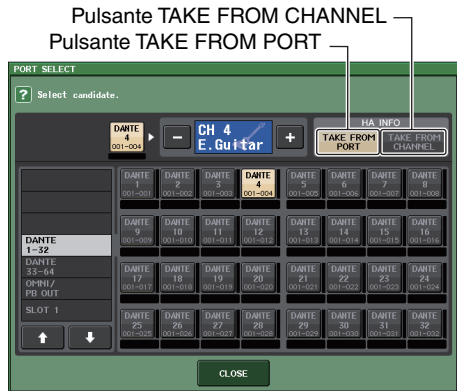 Pulsante TAKE FROM CHANNEL
Pulsante TAKE FROM PORT
PORT SELECT
? Select candidate.
HA INFO
DANTE 4 001-004
− CH 4 E.Guitar +
TAKE FROM PORT
TAKE FROM CHANNEL
DANTE 1 001-001
DANTE 2 001-002
DANTE 3 001-003
DANTE 4 001-004
DANTE 5 001-005
DANTE 6 001-006
DANTE 7 001-007
DANTE 8 001-008
DANTE 9 001-009
DANTE 10 001-010
DANTE 11 001-011
DANTE 12 001-012
DANTE 13 001-013
DANTE 14 001-014
DANTE 15 001-015
DANTE 16 001-016
DANTE 17 001-017
DANTE 18 001-018
DANTE 19 001-019
DANTE 20 001-020
DANTE 21 001-021
DANTE 22 001-022
DANTE 23 001-023
DANTE 24 001-024
DANTE 25 001-025
DANTE 26 001-026
DANTE 27 001-027
DANTE 28 001-028
DANTE 29 001-029
DANTE 30 001-030
DANTE 31 001-031
DANTE 32 001-032
DANTE 1-32
DANTE 33-64
OMNI/ PB OUT
SLOT 1
CLOSE